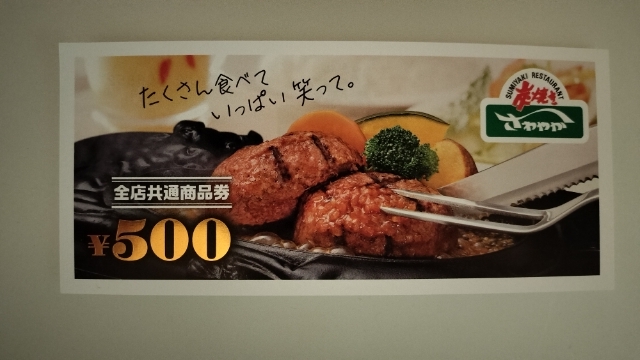 たくさん食べて
いっぱい笑って。
SUMIYAKI RESTAURANT
炭焼き
さわやか
全店共通商品券
¥500